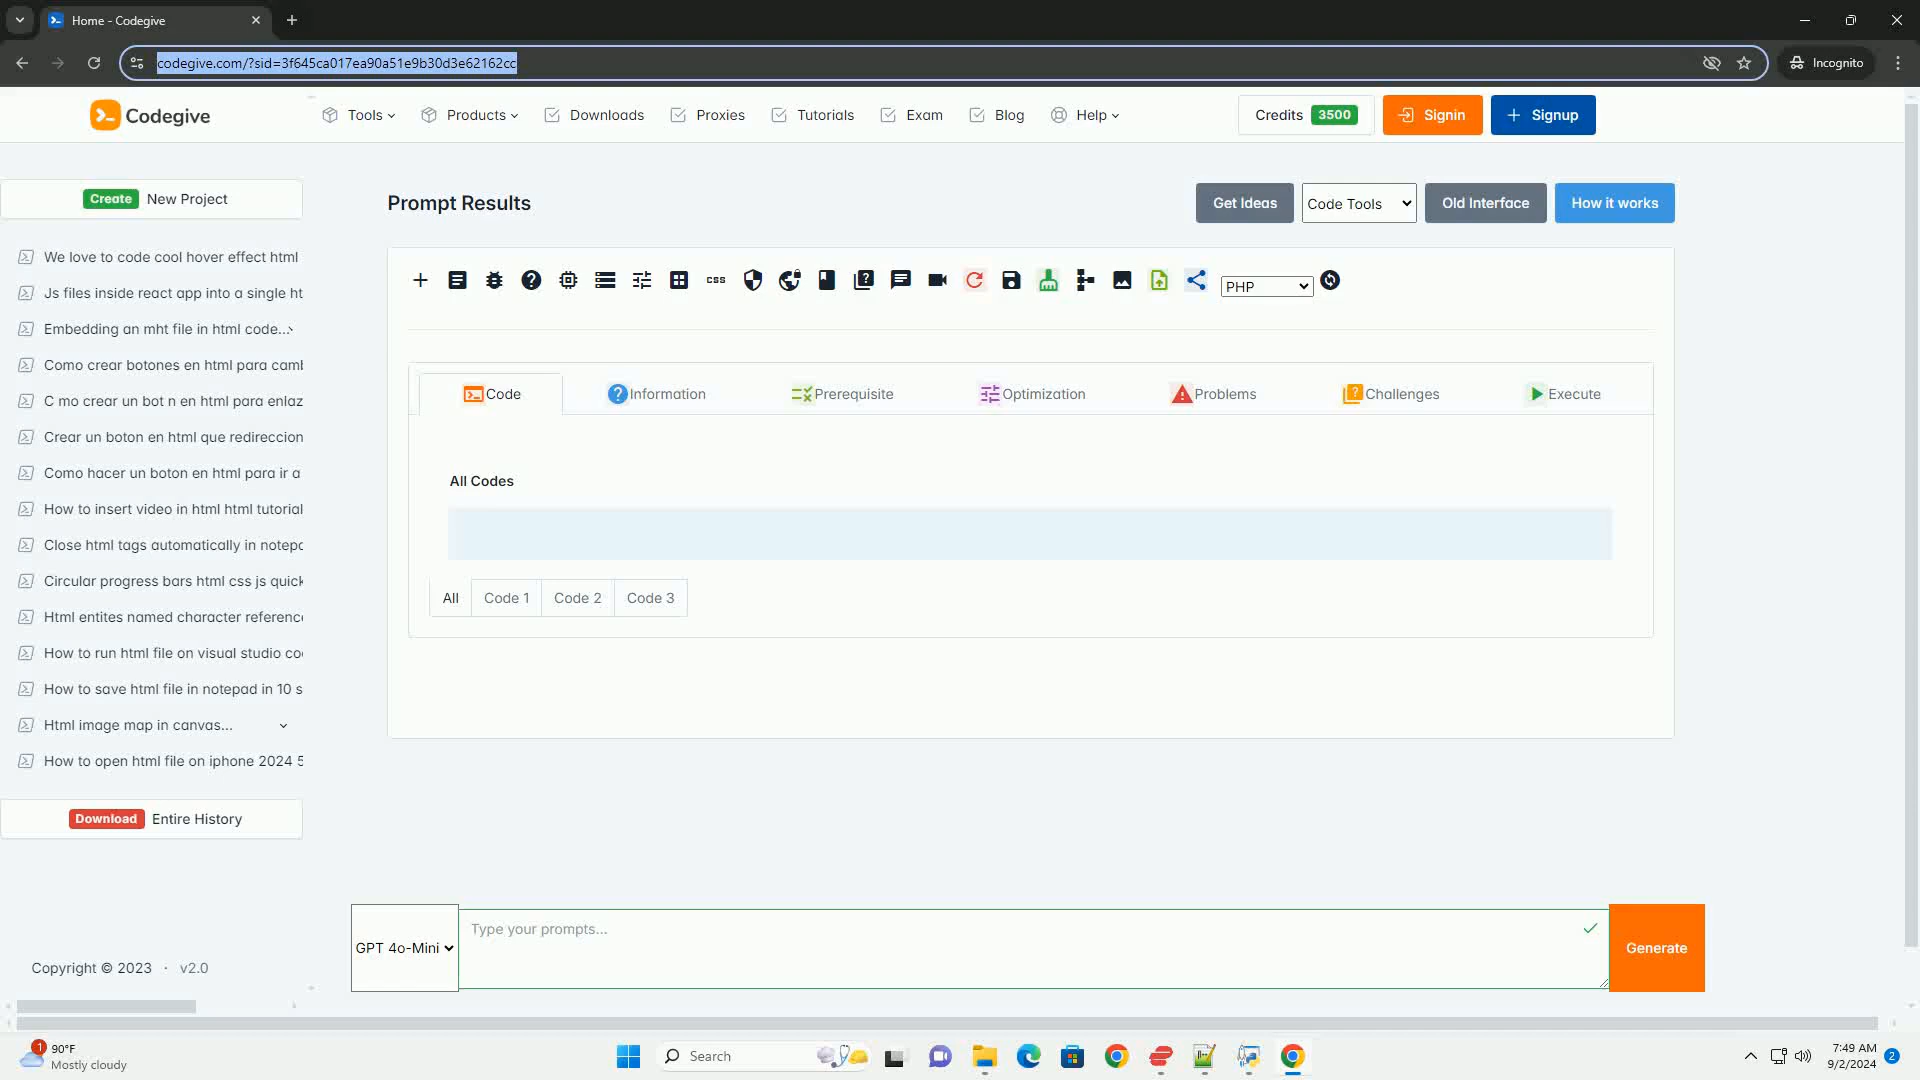 Home - Codegive
codegive.com/?sid=3f645ca017ea90a51e9b30d3e62162cc
Incognito
Codegive
Tools
Products
Downloads
Proxies
Tutorials
Exam
Blog
Help
Credits 3500
Signin
Signup
Create New Project
We love to code cool hover effect html
Js files inside react app into a single ht
Embedding an mht file in html code...
Como crear botones en html para camb
C mo crear un bot n en html para enlaz
Crear un boton en html que redireccion
Como hacer un boton en html para ir a
How to insert video in html html tutorial
Close html tags automatically in notepa
Circular progress bars html css js quick
Html entites named character reference
How to run html file on visual studio co
How to save html file in notepad in 10 s
Html image map in canvas...
How to open html file on iphone 2024 5
Download Entire History
Copyright © 2023 · v2.0
Prompt Results
Get Ideas
Code Tools
Old Interface
How it works
css
PHP
Code
Information
Prerequisite
Optimization
Problems
Challenges
Execute
All Codes
All
Code 1
Code 2
Code 3
GPT 4o-Mini
Type your prompts...
Generate
1
90°F
Mostly cloudy
Search
7:49 AM
9/2/2024
2